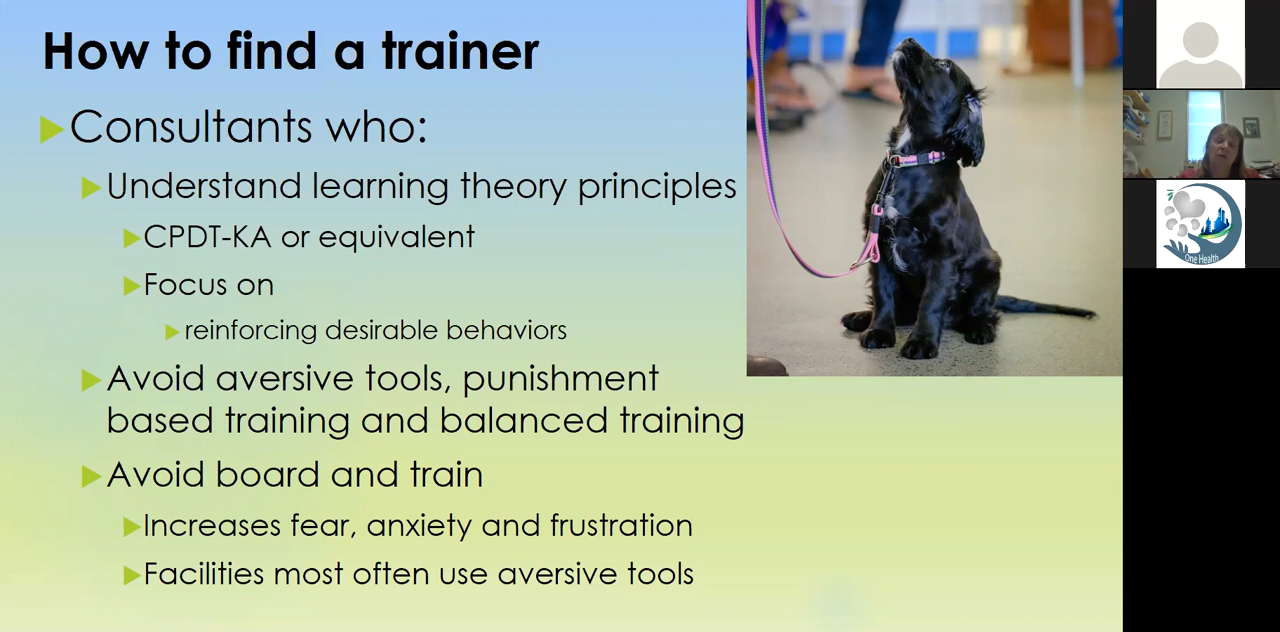 How to find a trainer
Consultants who:
Understand learning theory principles
CPDT-KA or equivalent
Focus on
reinforcing desirable behaviors
Avoid aversive tools, punishment
based training and balanced training
Avoid board and train
Increases fear, anxiety and frustration
Facilities most often use aversive tools
One Health